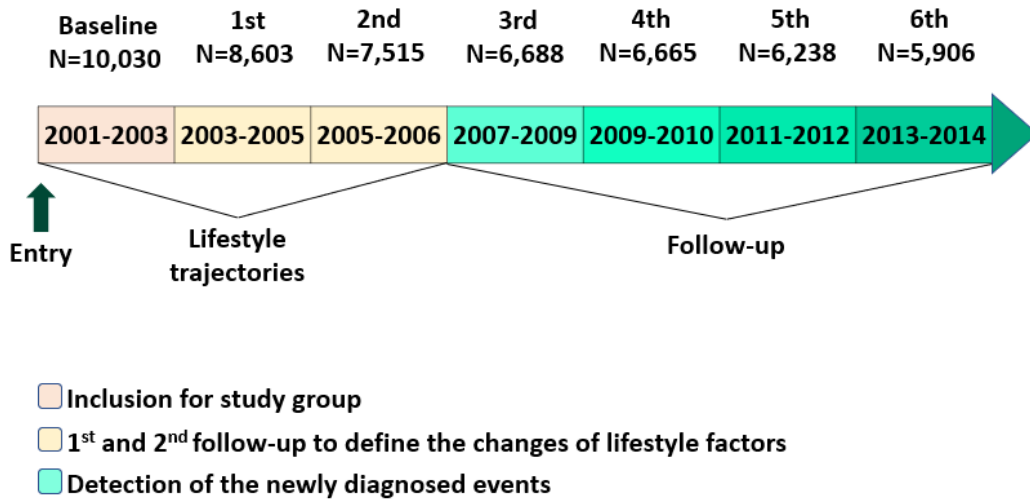 Baseline 1st 2nd 3rd 4th 5th 6th
N=10,030 N=8,603 N=7,515 N=6,688 N=6,665 N=6,238 N=5,906
2001-2003 2003-2005 2005-2006 2007-2009 2009-2010 2011-2012 2013-2014
Entry
Lifestyle
trajectories
Follow-up
Inclusion for study group
1st and 2nd follow-up to define the changes of lifestyle factors
Detection of the newly diagnosed events